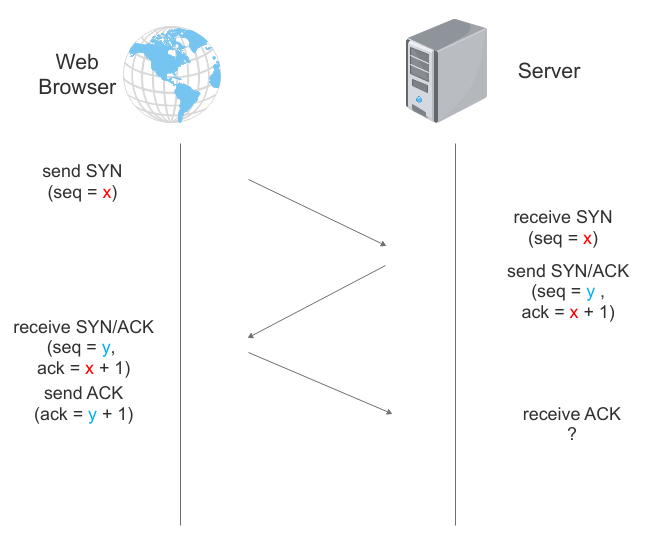 Web
Browser
Server
send SYN
(seq = x)
receive SYN
(seq = x)
send SYN/ACK
(seq = y ,
ack = x + 1)
receive SYN/ACK
(seq = y,
ack = x + 1)
send ACK
(ack = y + 1)
receive ACK
?